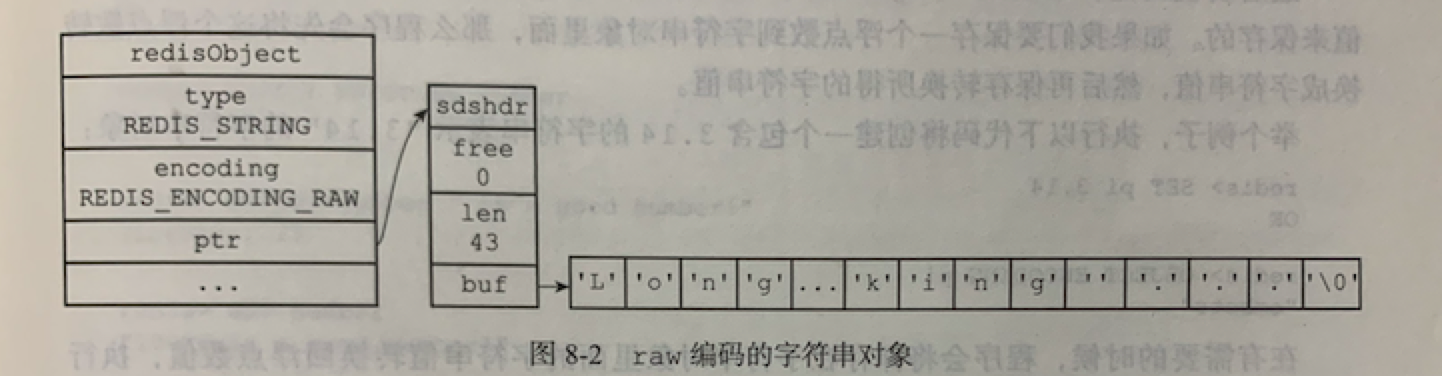 redisObject
type
REDIS_STRING
encoding
REDIS_ENCODING_RAW
ptr
...
sdshdr
free
0
len
43
buf
'L' 'o' 'n' 'g' ... 'k' 'i' 'n' 'g' ' ' '.' '.' '.' '\0'
图 8-2 raw 编码的字符串对象